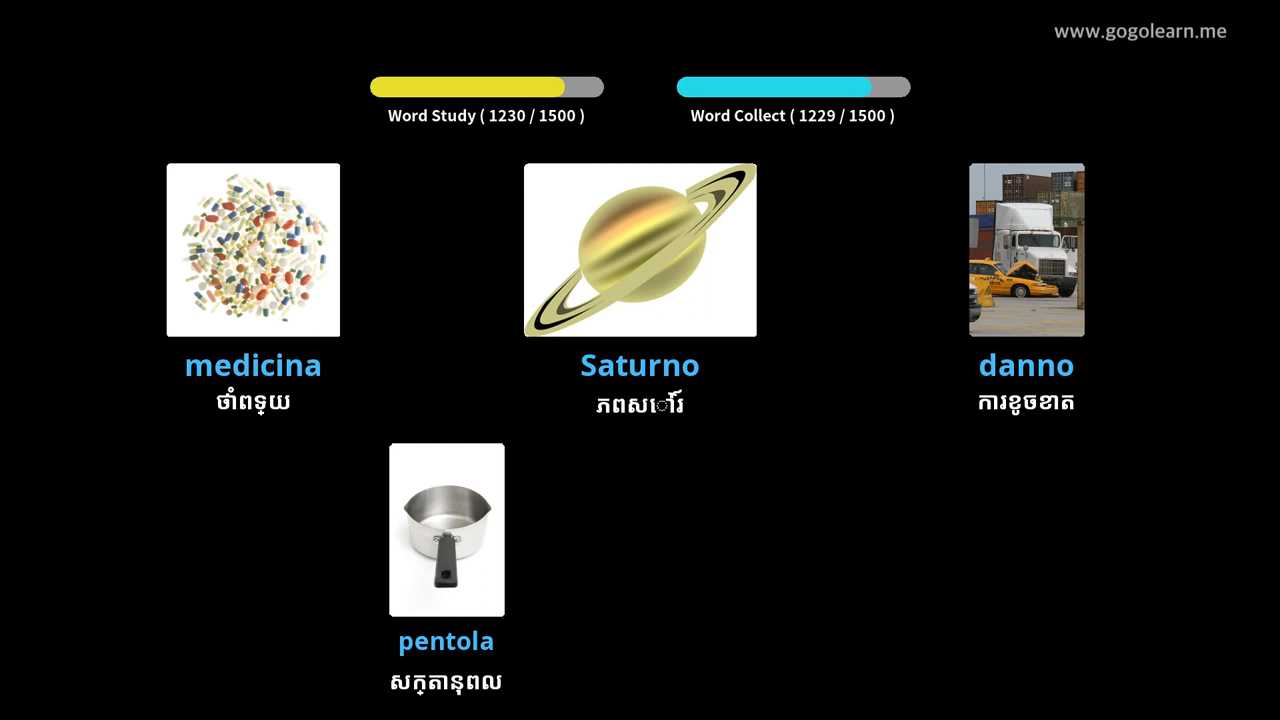 www.gogolearn.me
Word Study ( 1230 / 1500 )
Word Collect ( 1229 / 1500 )
medicina
Saturno
danno
ថាំពទ្យ
ភពសៅរ៍
ការខូចខាត
pentola
សក្តានុពល